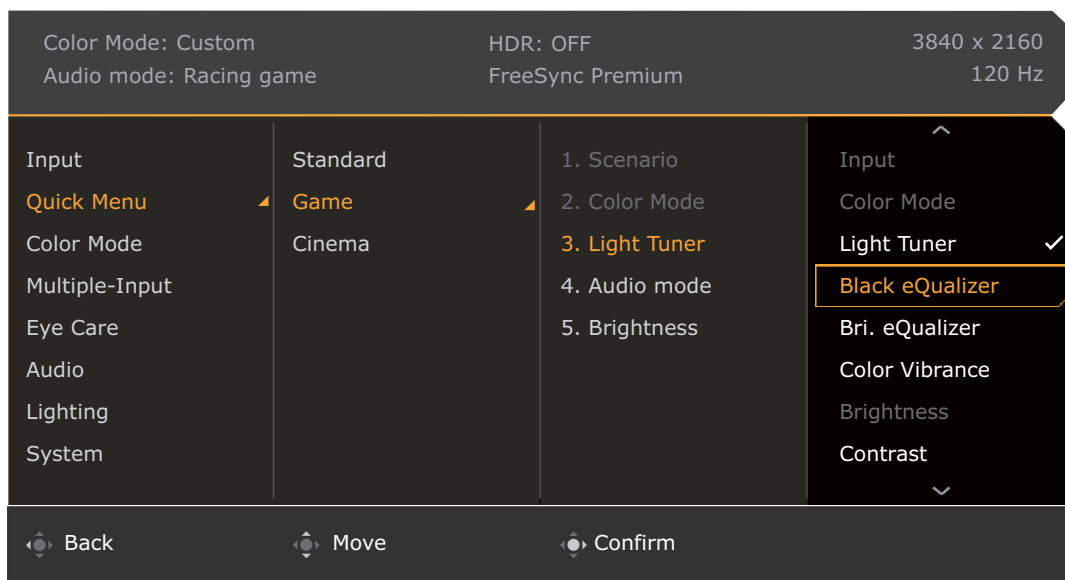 Color Mode: Custom
Audio mode: Racing game
HDR: OFF
FreeSync Premium
3840 x 2160
120 Hz
Input
Quick Menu
Color Mode
Multiple-Input
Eye Care
Audio
Lighting
System
Standard
Game
Cinema
1. Scenario
2. Color Mode
3. Light Tuner
4. Audio mode
5. Brightness
Input
Color Mode
Light Tuner
Black eQualizer
Bri. eQualizer
Color Vibrance
Brightness
Contrast
Back
Move
Confirm